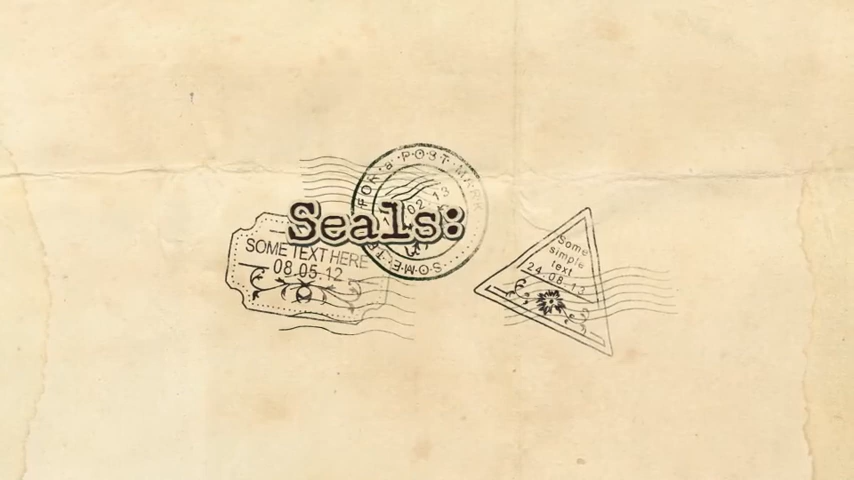 Seals:
SOME TEXT HERE
08.05.12
FOR a POST MARK
02.13
SOME TE
Some
simple
text
24.08.13